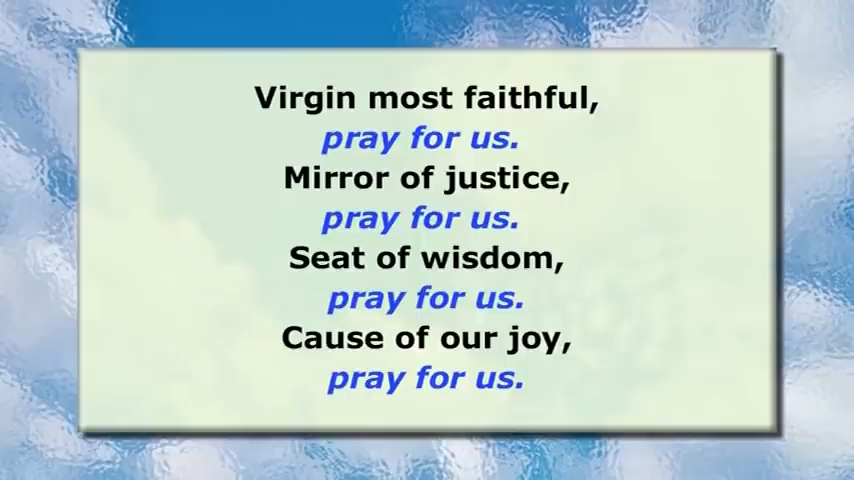 Virgin most faithful,
pray for us.
Mirror of justice,
pray for us.
Seat of wisdom,
pray for us.
Cause of our joy,
pray for us.